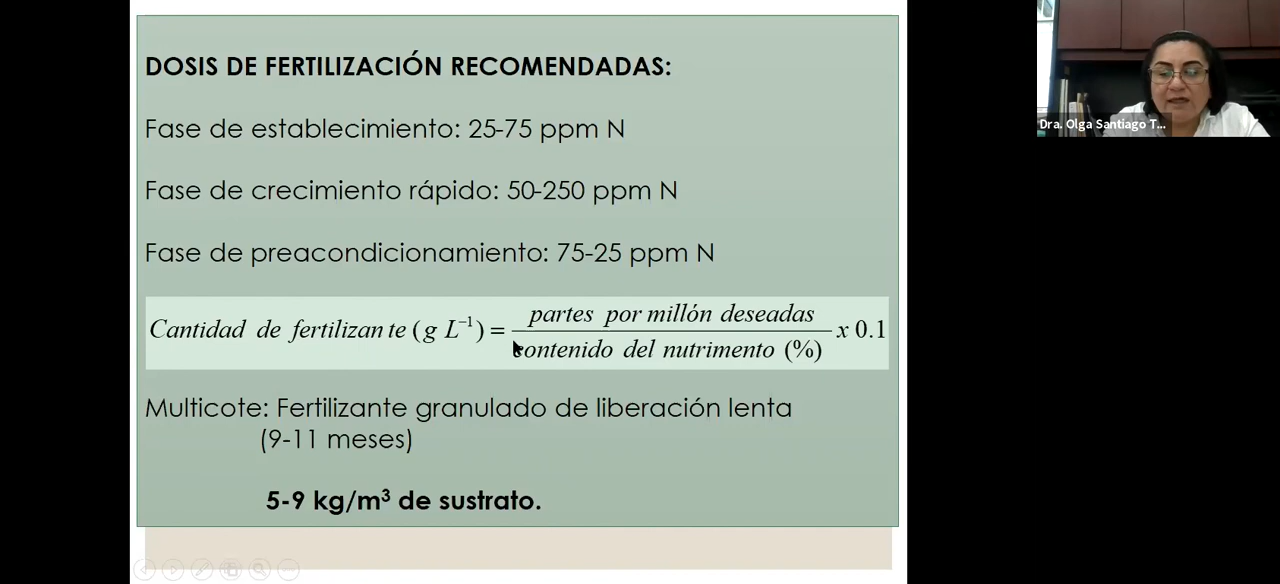 DOSIS DE FERTILIZACIÓN RECOMENDADAS:
Fase de establecimiento: 25-75 ppm N
Fase de crecimiento rápido: 50-250 ppm N
Fase de preacondicionamiento: 75-25 ppm N
Cantidad de fertilizan te (g L⁻¹) = partes por millón deseadas / contenido del nutrimento (%) x 0.1
Multicote: Fertilizante granulado de liberación lenta
(9-11 meses)
5-9 kg/m³ de sustrato.
Dra. Olga Santiago T...